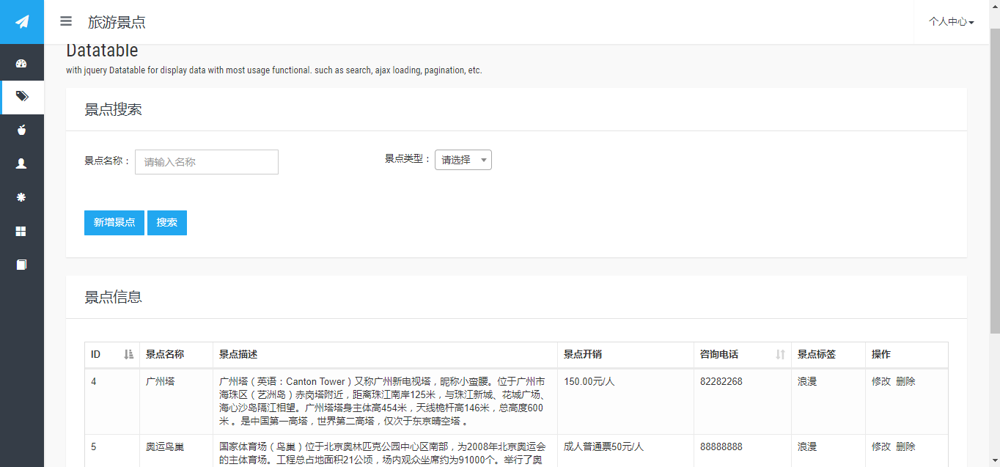 旅游景点
个人中心
Datatable
with jquery Datatable for display data with most usage functional. such as search, ajax loading, pagination, etc.
景点搜索
景点名称： 请输入名称 景点类型： 请选择
新增景点 搜索
景点信息
ID 景点名称 景点描述 景点开销 咨询电话 景点标签 操作
4 广州塔 广州塔（英语：Canton Tower）又称广州新电视塔，昵称小蛮腰。位于广州市 150.00元/人 82282268 浪漫 修改 删除
海珠区（艺洲岛）赤岗塔附近，距离珠江南岸125米，与珠江新城、花城广场、
海心沙岛隔江相望。广州塔塔身主体高454米，天线桅杆高146米，总高度600
米 。是中国第一高塔，世界第二高塔，仅次于东京晴空塔 。
5 奥运鸟巢 国家体育场（鸟巢）位于北京奥林匹克公园中心区南部，为2008年北京奥运会 成人普通票50元/人 88888888 浪漫 修改 删除
的主体育场。工程总占地面积21公顷，场内观众坐席约为91000个。举行了奥